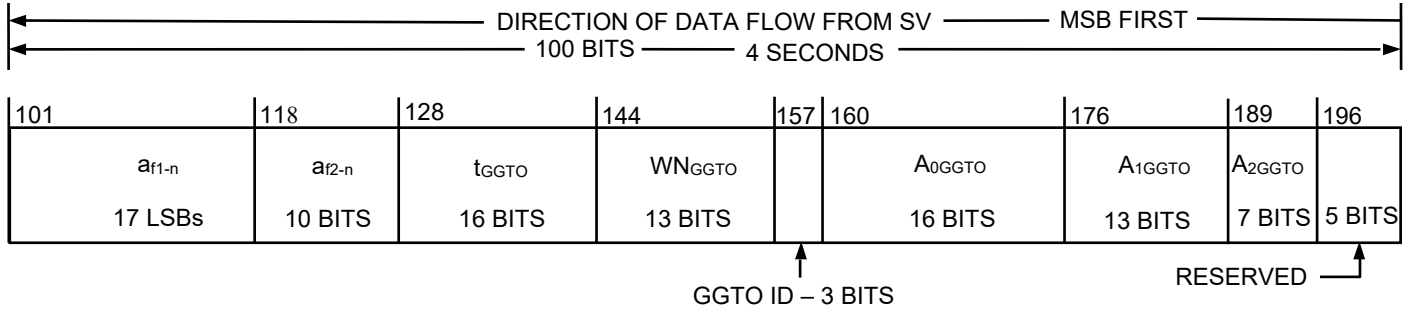 DIRECTION OF DATA FLOW FROM SV MSB FIRST
100 BITS 4 SECONDS
101 118 128 144 157 160 176 189 196
af1-n af2-n tGGTO WNGGTO A0GGTO A1GGTO A2GGTO
17 LSBs 10 BITS 16 BITS 13 BITS 16 BITS 13 BITS 7 BITS 5 BITS
RESERVED
GGTO ID – 3 BITS